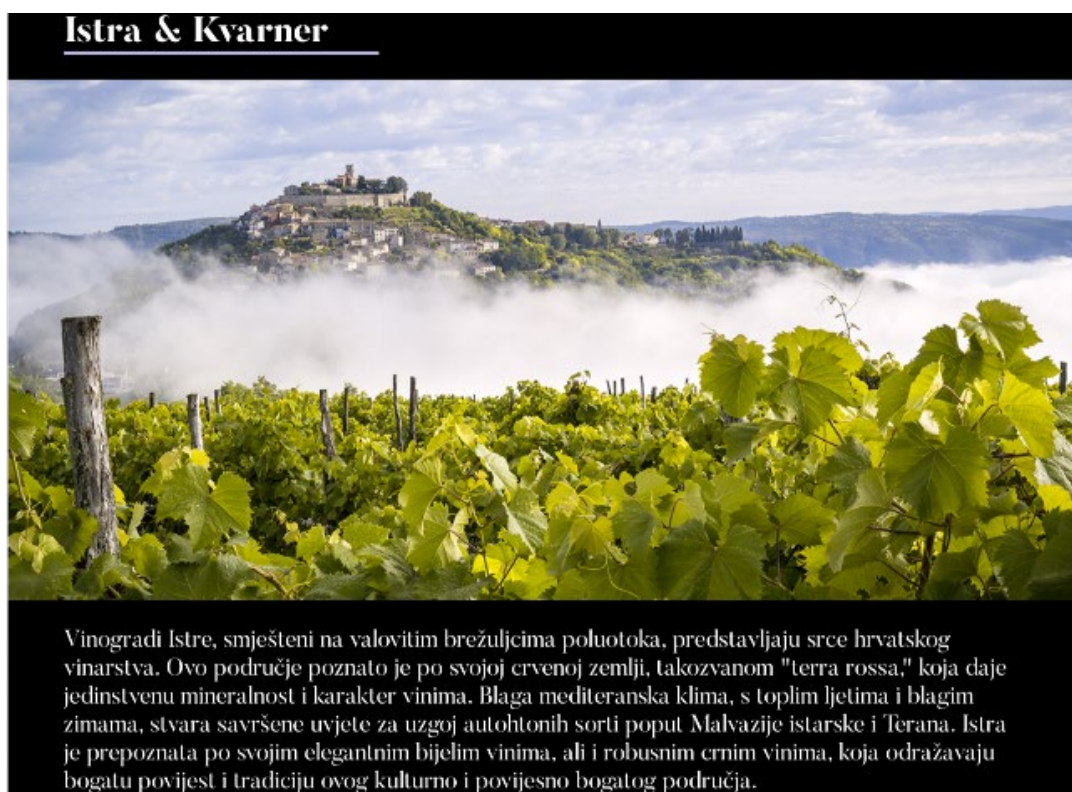 Istra & Kvarner
Vinogradi Istre, smješteni na valovitim brežuljcima poluotoka, predstavljaju srce hrvatskog
vinarstva. Ovo područje poznato je po svojoj crvenoj zemlji, takozvanom "terra rossa," koja daje
jedinstvenu mineralnost i karakter vinima. Blaga mediteranska klima, s toplim ljetima i blagim
zimama, stvara savršene uvjete za uzgoj autohtonih sorti poput Malvazije istarske i Terana. Istra
je prepoznata po svojim elegantnim bijelim vinima, ali i robusnim crnim vinima, koja odražavaju
bogatu povijest i tradiciju ovog kulturno i povijesno bogatog područja.